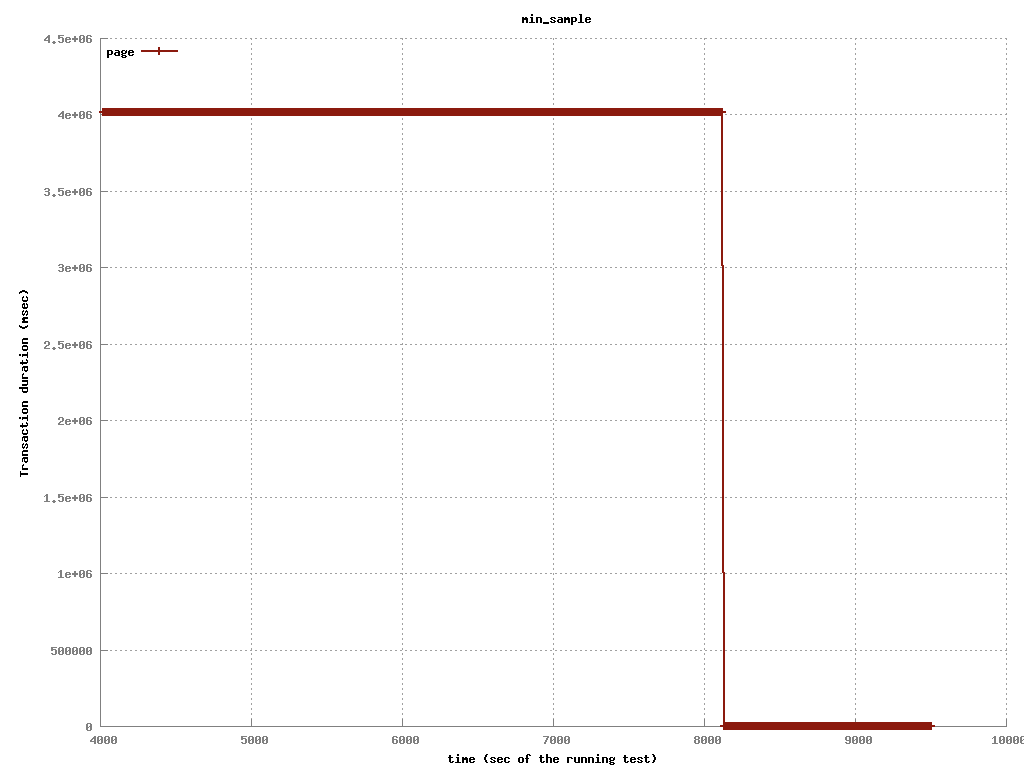 min_sample
4.5e+06
page
4e+06
3.5e+06
3e+06
2.5e+06
2e+06
1.5e+06
1e+06
500000
0
Transaction duration (msec)
4000 5000 6000 7000 8000 9000 10000
time (sec of the running test)